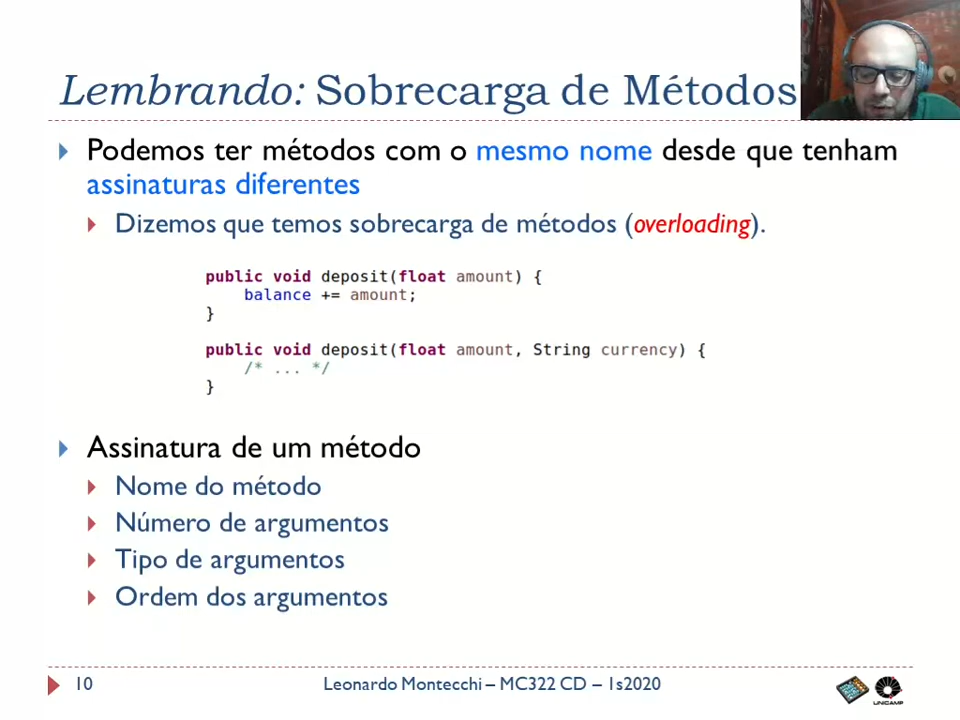 Lembrando: Sobrecarga de Métodos
Podemos ter métodos com o mesmo nome desde que tenham
assinaturas diferentes
Dizemos que temos sobrecarga de métodos (overloading).
public void deposit(float amount) {
balance += amount;
}
public void deposit(float amount, String currency) {
/* ... */
}
Assinatura de um método
Nome do método
Número de argumentos
Tipo de argumentos
Ordem dos argumentos
10
Leonardo Montecchi – MC322 CD – 1s2020
UNICAMP